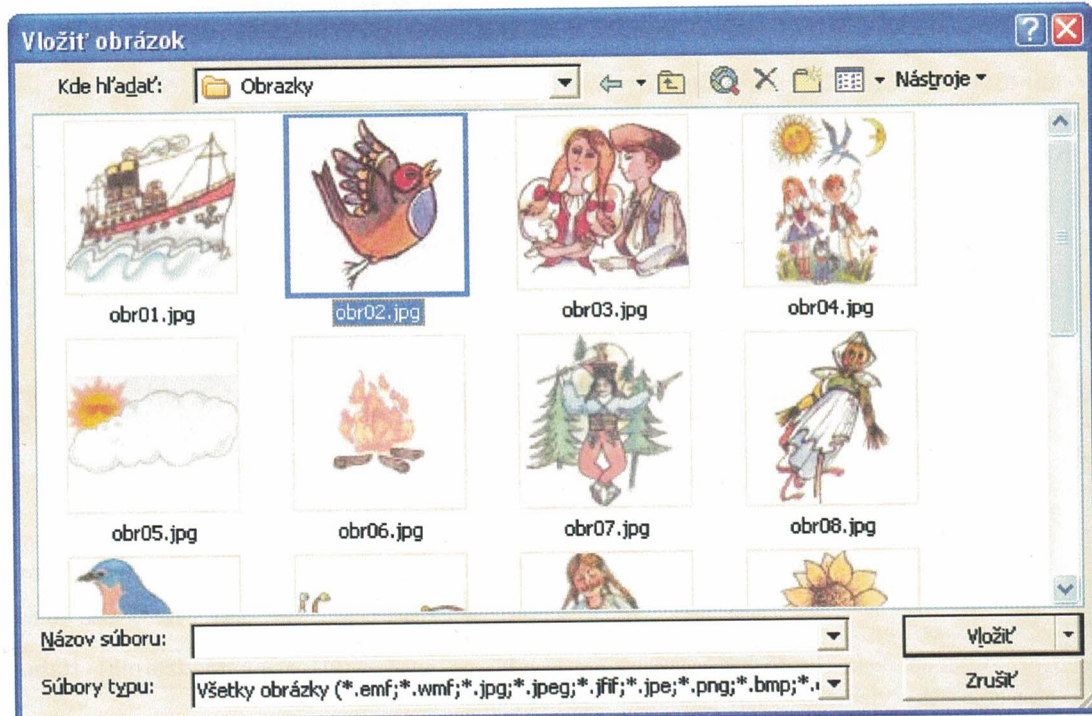 Vložiť obrázok
Kde hľadať: Obrazky Nástroje
obr01.jpg obr02.jpg obr03.jpg obr04.jpg
obr05.jpg obr06.jpg obr07.jpg obr08.jpg
Názov súboru: Vložiť
Súbory typu: Všetky obrázky (*.emf;*.wmf;*.jpg;*.jpeg;*.jfif;*.jpe;*.png;*.bmp;*. Zrušiť